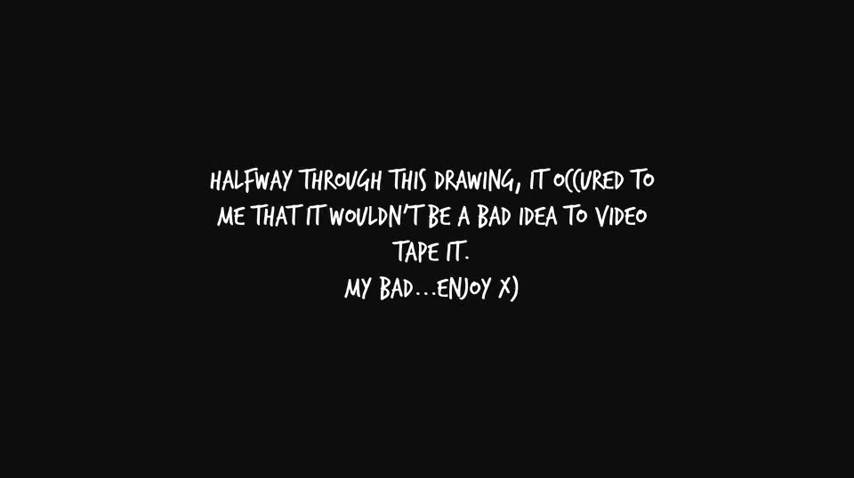 HALFWAY THROUGH THIS DRAWING, IT OCCURED TO
ME THAT IT WOULDN'T BE A BAD IDEA TO VIDEO
TAPE IT.
MY BAD...ENJOY X)